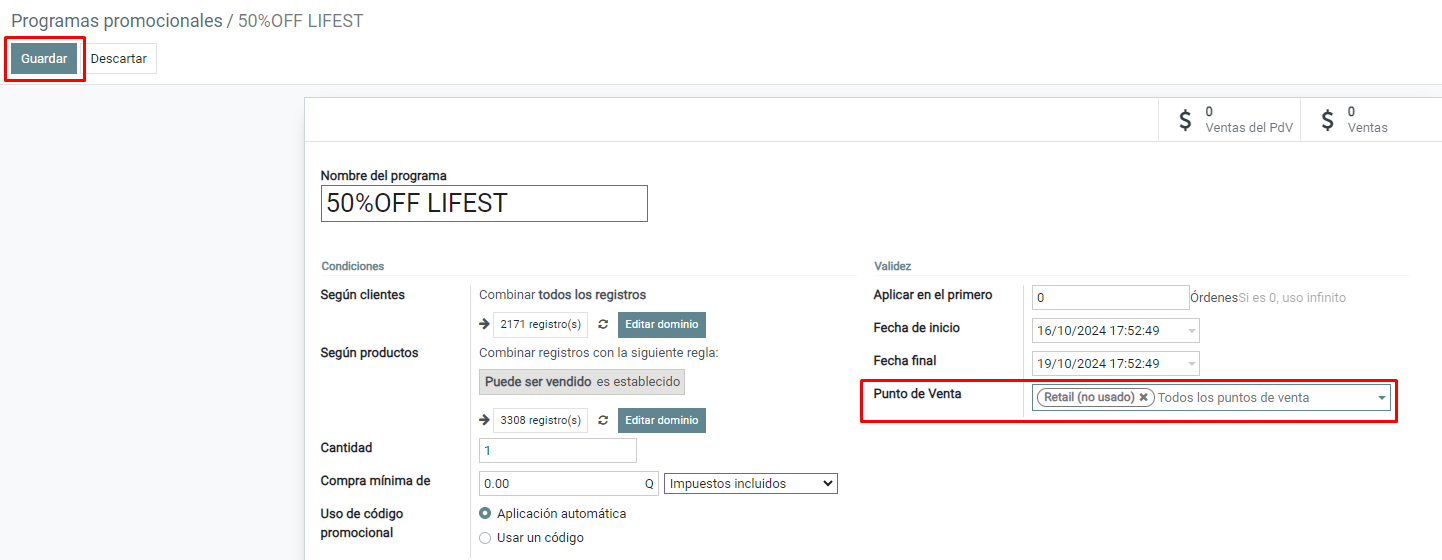 Programas promocionales / 50%OFF LIFEST
Guardar Descartar
0
Ventas del PdV
0
Ventas
Nombre del programa
50%OFF LIFEST
Condiciones
Según clientes
Combinar todos los registros
2171 registro(s) Editar dominio
Según productos
Combinar registros con la siguiente regla:
Puede ser vendido es establecido
3308 registro(s) Editar dominio
Cantidad
1
Compra mínima de
0.00 Q Impuestos incluidos
Uso de código
promocional
Aplicación automática
Usar un código
Validez
Aplicar en el primero
0 ÓrdenesSi es 0, uso infinito
Fecha de inicio
16/10/2024 17:52:49
Fecha final
19/10/2024 17:52:49
Punto de Venta
Retail (no usado) Todos los puntos de venta